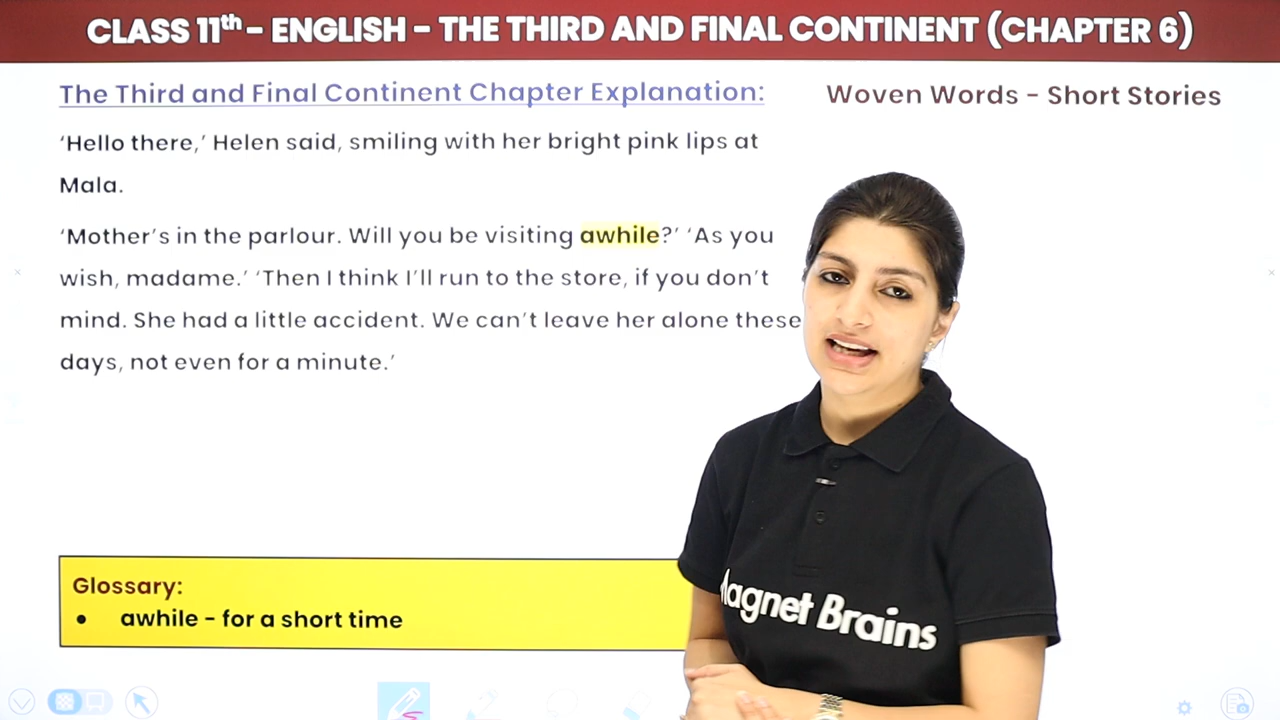 CLASS 11th – ENGLISH – THE THIRD AND FINAL CONTINENT (CHAPTER 6)
The Third and Final Continent Chapter Explanation:
Woven Words – Short Stories
‘Hello there,’ Helen said, smiling with her bright pink lips at
Mala.
‘Mother’s in the parlour. Will you be visiting awhile?’ ‘As you
wish, madame.’ ‘Then I think I’ll run to the store, if you don’t
mind. She had a little accident. We can’t leave her alone these
days, not even for a minute.’
Glossary:
• awhile – for a short time
Magnet Brains